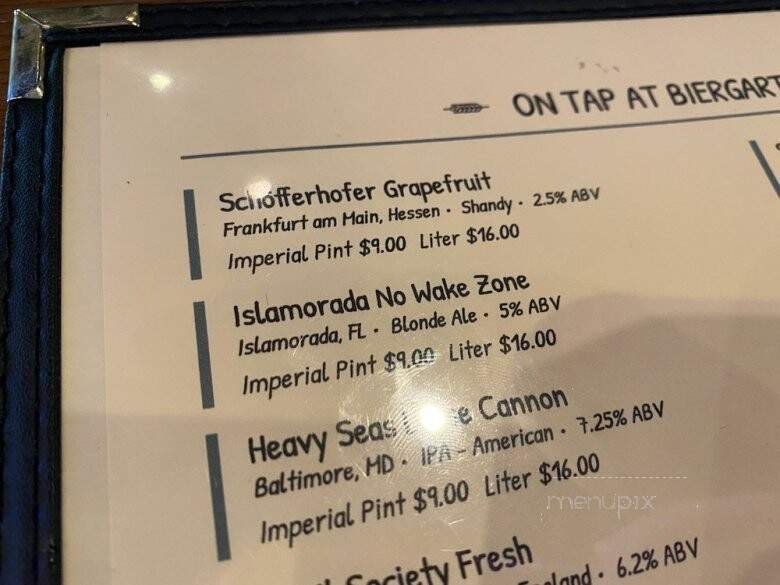 ON TAP AT BIERGART
Schöfferhofer Grapefruit
Frankfurt am Main, Hessen · Shandy · 2.5% ABV
Imperial Pint $9.00 Liter $16.00
Islamorada No Wake Zone
Islamorada, FL · Blonde Ale · 5% ABV
Imperial Pint $9.00 Liter $16.00
Heavy Seas Cannon
Baltimore, MD · IPA - American · 7.25% ABV
Imperial Pint $9.00 Liter $16.00
menupix
Society Fresh
England · 6.2% ABV